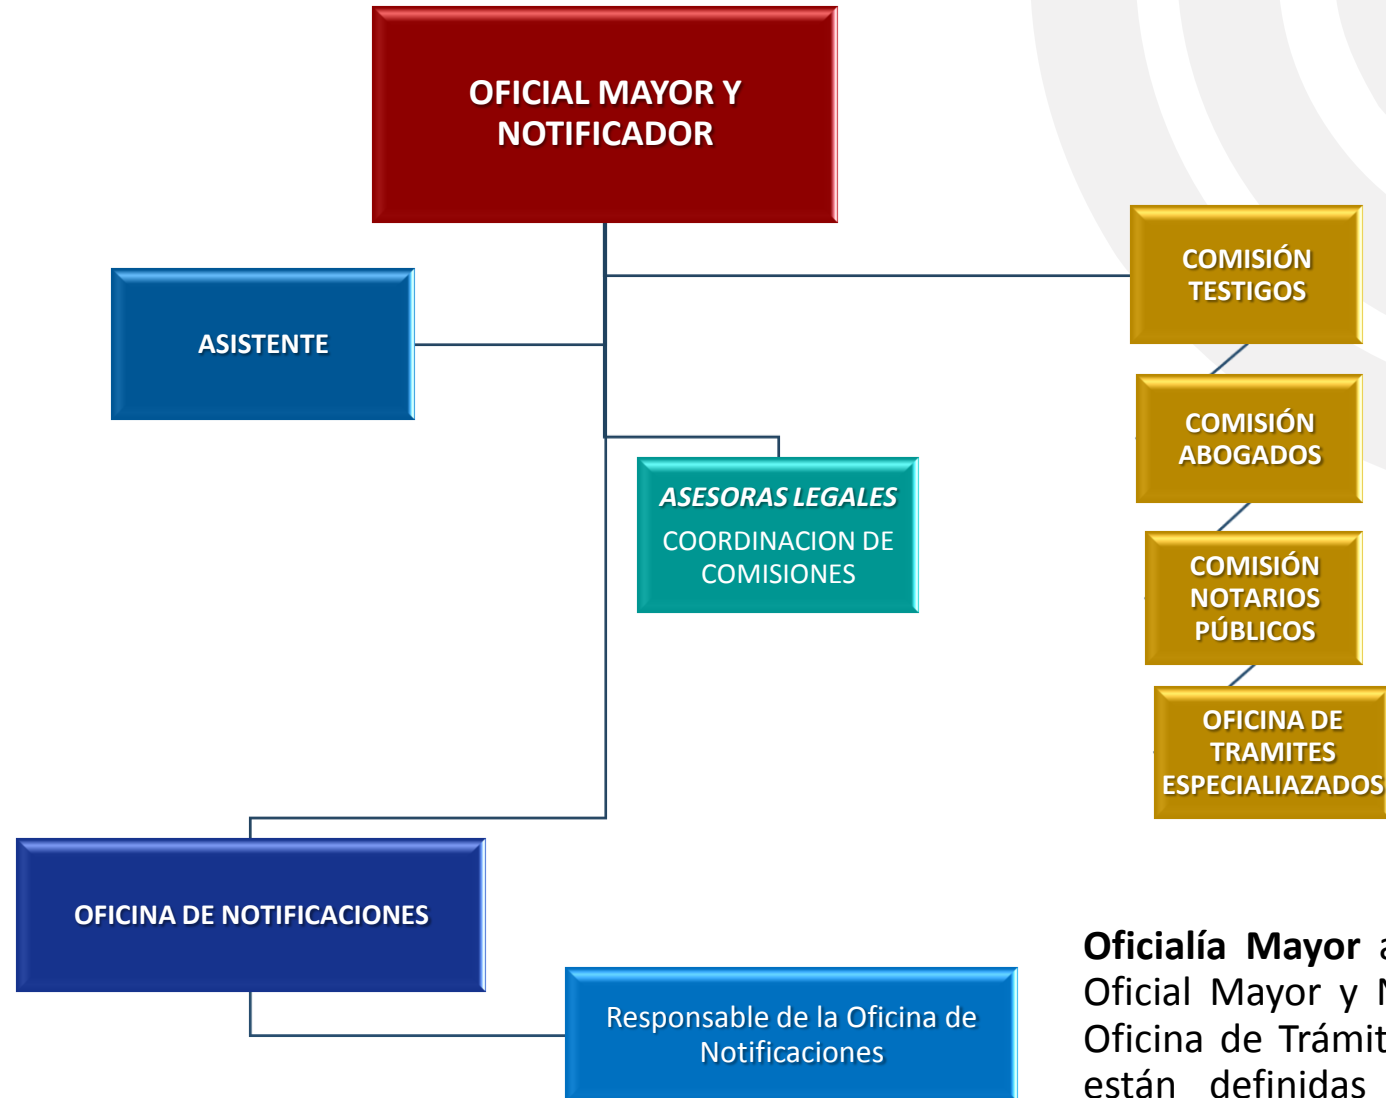 OFICIAL MAYOR Y
NOTIFICADOR
COMISIÓN
TESTIGOS
ASISTENTE
COMISIÓN
ABOGADOS
ASESORAS LEGALES
COORDINACION DE
COMISIONES
COMISIÓN
NOTARIOS
PÚBLICOS
OFICINA DE
TRAMITES
ESPECIALIAZADOS
OFICINA DE NOTIFICACIONES
Responsable de la Oficina de
Notificaciones
Oficialía Mayor
Oficial Mayor y
Oficina de
están definidas